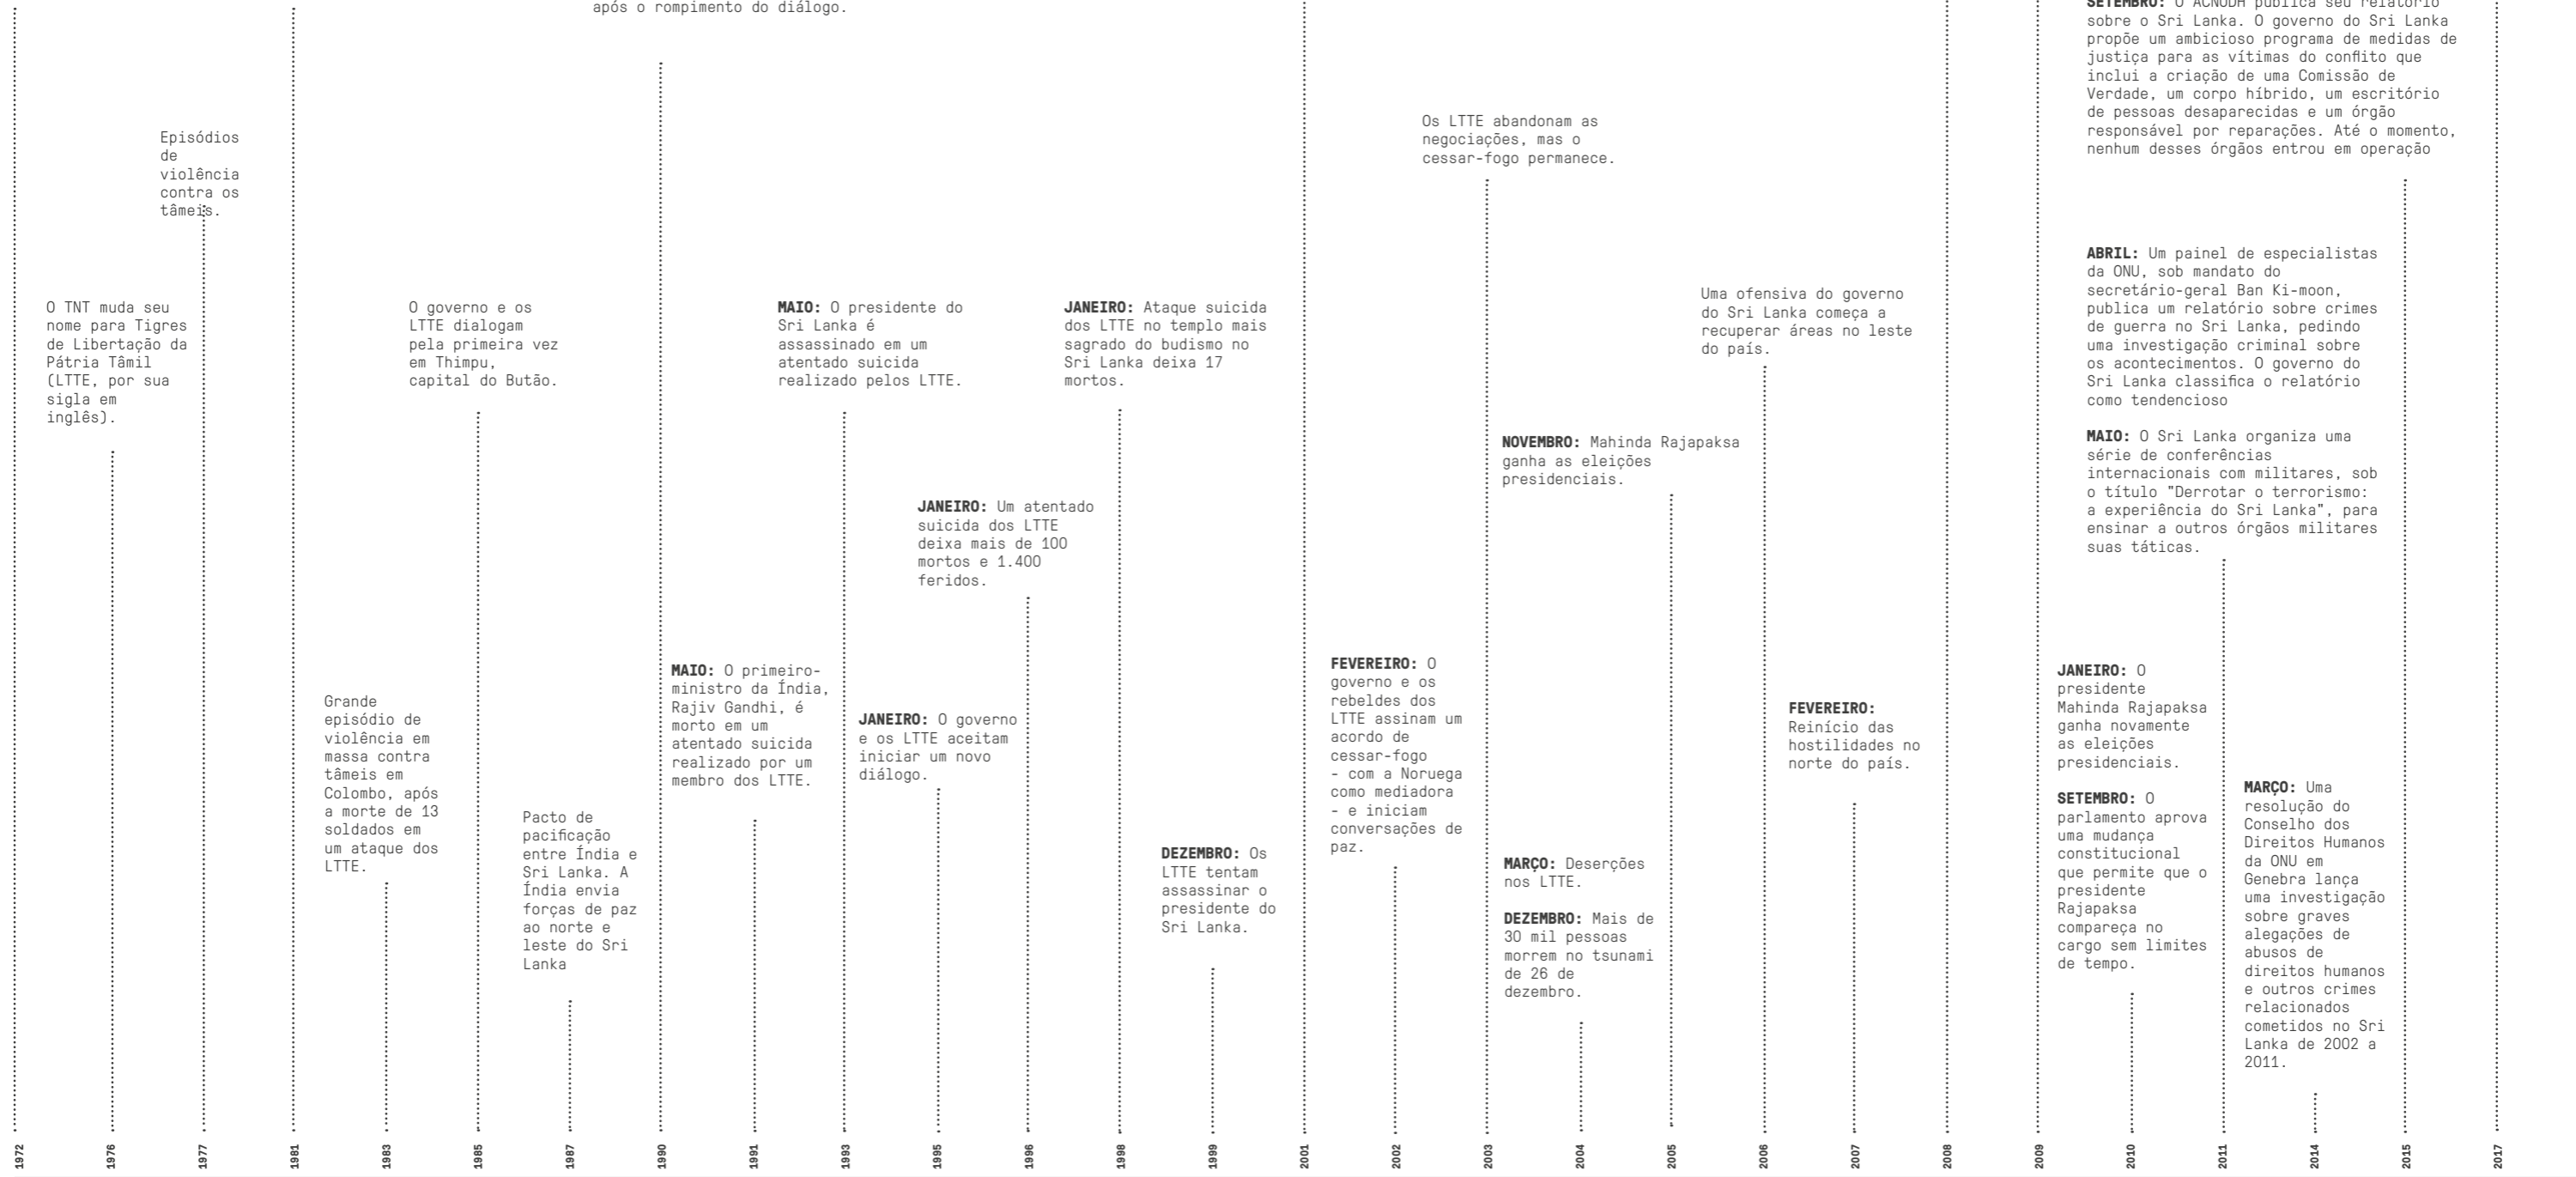 após o rompimento do diálogo.
SETEMBRO: O ACNUDH publica seu relatório
sobre o Sri Lanka. O governo do Sri Lanka
propõe um ambicioso programa de medidas de
justiça para as vítimas do conflito que
inclui a criação de uma Comissão de
Verdade, um corpo híbrido, um escritório
de pessoas desaparecidas e um órgão
responsável por reparações. Até o momento,
nenhum desses órgãos entrou em operação
Episódios
de
violência
contra os
tâmeis.
Os LTTE abandonam as
negociações, mas o
cessar-fogo permanece.
O TNT muda seu
nome para Tigres
de Libertação da
Pátria Tâmil
(LTTE, por sua
sigla em
inglês).
O governo e os
LTTE dialogam
pela primeira vez
em Thimpu,
capital do Butão.
MAIO: O presidente do
Sri Lanka é
assassinado em um
atentado suicida
realizado pelos LTTE.
JANEIRO: Ataque suicida
dos LTTE no templo mais
sagrado do budismo no
Sri Lanka deixa 17
mortos.
Uma ofensiva do governo
do Sri Lanka começa a
recuperar áreas no leste
do país.
ABRIL: Um painel de especialistas
da ONU, sob mandato do
secretário-geral Ban Ki-moon,
publica um relatório sobre crimes
de guerra no Sri Lanka, pedindo
uma investigação criminal sobre
os acontecimentos. O governo do
Sri Lanka classifica o relatório
como tendencioso
MAIO: O Sri Lanka organiza uma
série de conferências
internacionais com militares, sob
o título "Derrotar o terrorismo:
a experiência do Sri Lanka", para
ensinar a outros órgãos militares
suas táticas.
NOVEMBRO: Mahinda Rajapaksa
ganha as eleições
presidenciais.
JANEIRO: Um atentado
suicida dos LTTE
deixa mais de 100
mortos e 1.400
feridos.
Grande
episódio de
violência em
massa contra
tâmeis em
Colombo, após
a morte de 13
soldados em
um ataque dos
LTTE.
Pacto de
pacificação
entre Índia e
Sri Lanka. A
Índia envia
forças de paz
ao norte e
leste do Sri
Lanka
MAIO: O primeiro-
ministro da Índia,
Rajiv Gandhi, é
morto em um
atentado suicida
realizado por um
membro dos LTTE.
JANEIRO: O governo
e os LTTE aceitam
iniciar um novo
diálogo.
DEZEMBRO: Os
LTTE tentam
assassinar o
presidente do
Sri Lanka.
FEVEREIRO: O
governo e os
rebeldes dos
LTTE assinam um
acordo de
cessar-fogo
- com a Noruega
como mediadora
- e iniciam
conversações de
paz.
MARÇO: Deserções
nos LTTE.
DEZEMBRO: Mais de
30 mil pessoas
morrem no tsunami
de 26 de
dezembro.
FEVEREIRO:
Reinício das
hostilidades no
norte do país.
JANEIRO: O
presidente
Mahinda Rajapaksa
ganha novamente
as eleições
presidenciais.
SETEMBRO: O
parlamento aprova
uma mudança
constitucional
que permite que o
presidente
Rajapaksa
compareça no
cargo sem limites
de tempo.
MARÇO: Uma
resolução do
Conselho dos
Direitos Humanos
da ONU em
Genebra lança
uma investigação
sobre graves
alegações de
abusos de
direitos humanos
e outros crimes
relacionados
cometidos no Sri
Lanka de 2002 a
2011.
1972
1976
1977
1981
1983
1985
1987
1990
1991
1993
1995
1996
1998
1999
2001
2002
2003
2004
2005
2006
2007
2008
2009
2010
2011
2014
2015
2017